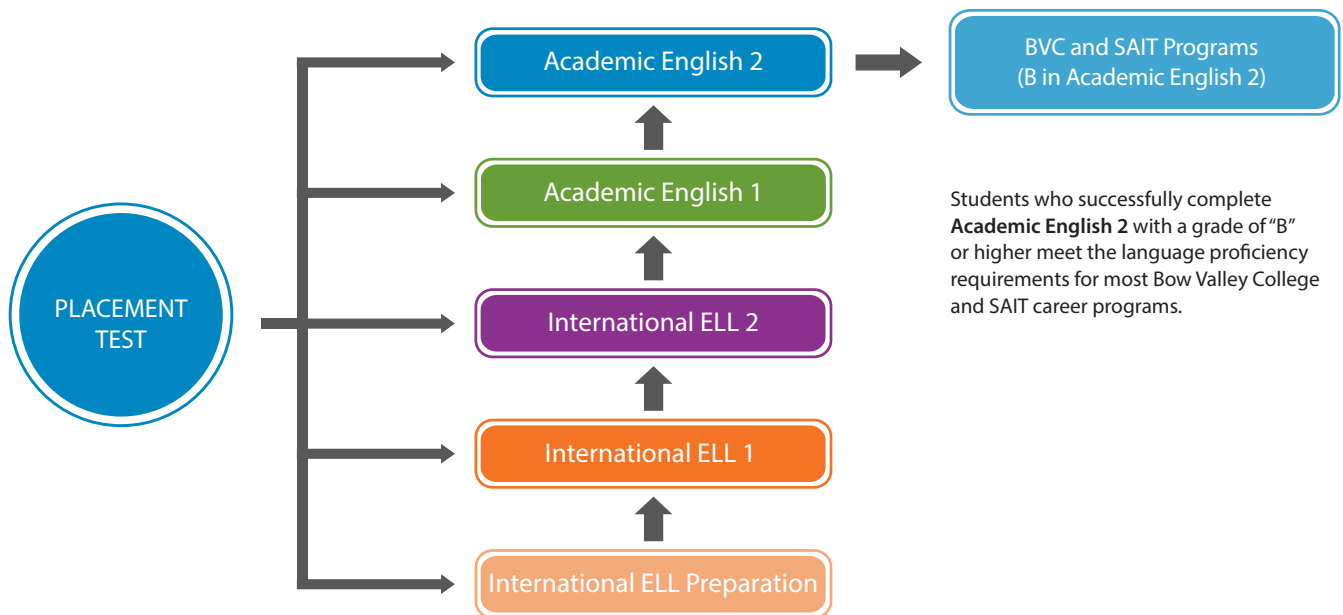 Academic English 2
BVC and SAIT Programs
(B in Academic English 2)
Academic English 1
Students who successfully complete
Academic English 2 with a grade of “B”
or higher meet the language proficiency
requirements for most Bow Valley College
and SAIT career programs.
PLACEMENT
TEST
International ELL 2
International ELL 1
International ELL Preparation